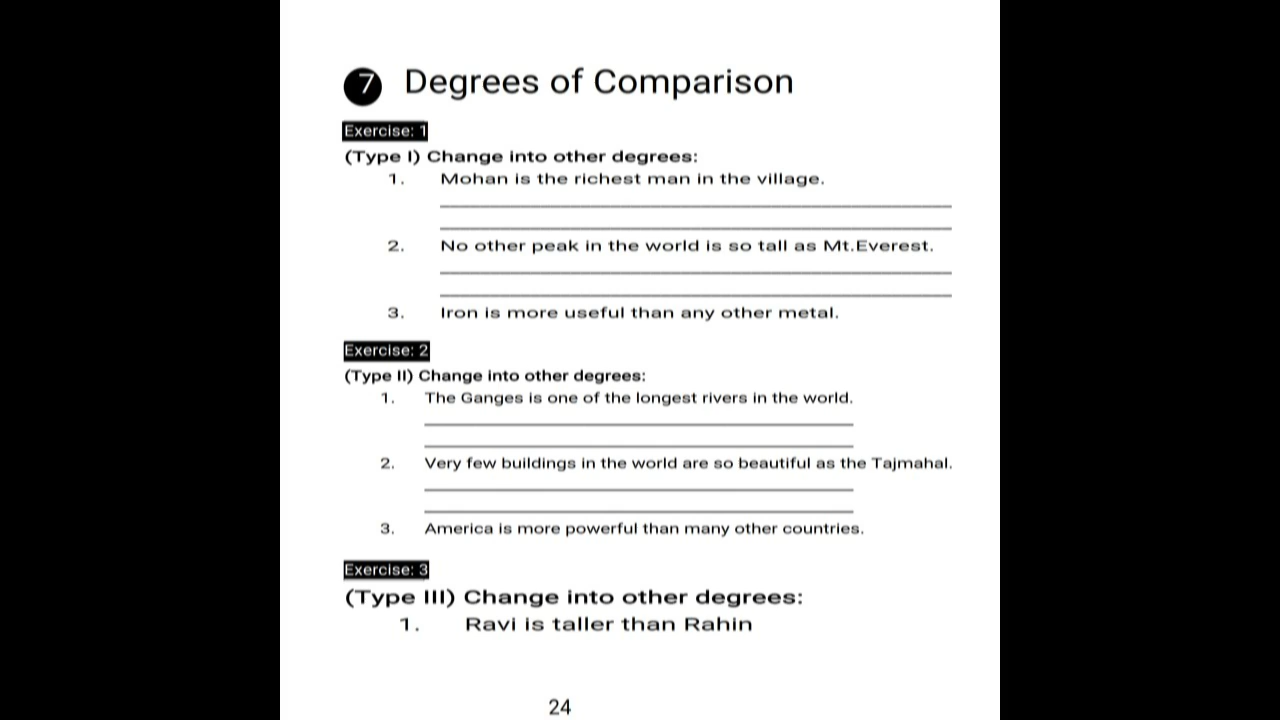 7 Degrees of Comparison
Exercise: 1
(Type I) Change into other degrees:
1. Mohan is the richest man in the village.
2. No other peak in the world is so tall as Mt.Everest.
3. Iron is more useful than any other metal.
Exercise: 2
(Type II) Change into other degrees:
1. The Ganges is one of the longest rivers in the world.
2. Very few buildings in the world are so beautiful as the Tajmahal.
3. America is more powerful than many other countries.
Exercise: 3
(Type III) Change into other degrees:
1. Ravi is taller than Rahin
24